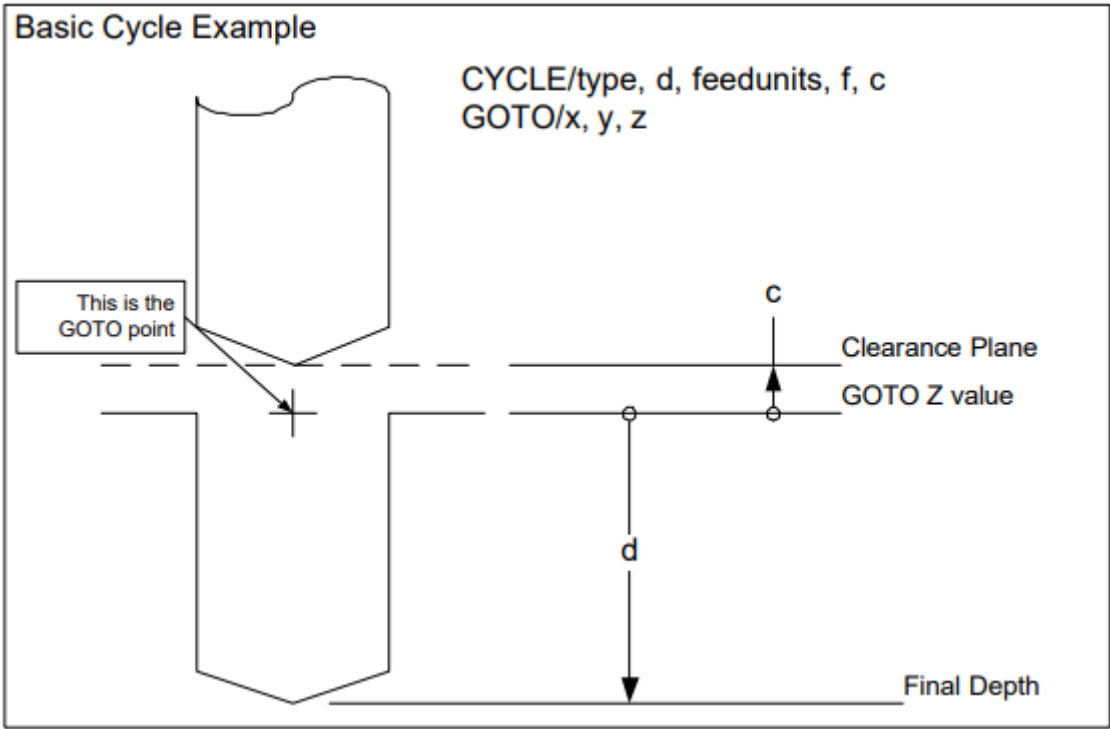 Basic Cycle Example
CYCLE/type, d, feedunits, f, c
GOTO/x, y, z
This is the
GOTO point
c
Clearance Plane
GOTO Z value
d
Final Depth